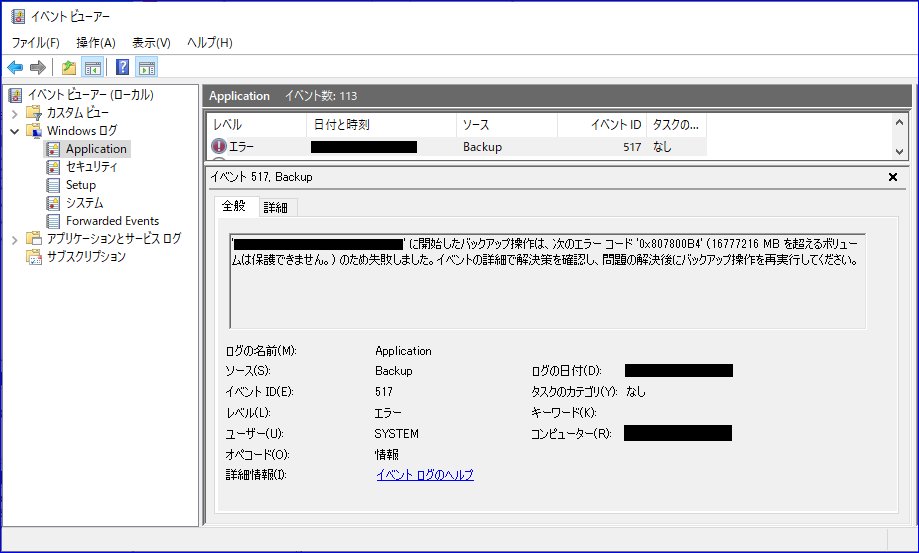 イベント ビューアー
ファイル(F) 操作(A) 表示(V) ヘルプ(H)
イベント ビューアー (ローカル)
カスタム ビュー
Windows ログ
Application
セキュリティ
Setup
システム
Forwarded Events
アプリケーションとサービス ログ
サブスクリプション
Application イベント数: 113
レベル 日付と時刻 ソース イベント ID タスクの...
エラー Backup 517 なし
イベント 517, Backup
全般 詳細
'' に開始したバックアップ操作は、次のエラー コード '0x807800B4' (16777216 MB を超えるボリュー
ムは保護できません。) のため失敗しました。イベントの詳細で解決策を確認し、問題の解決後にバックアップ操作を再実行してください。
ログの名前(M): Application
ソース(S): Backup ログの日付(D):
イベント ID(E): 517 タスクのカテゴリ(Y): なし
レベル(L): エラー キーワード(K):
ユーザー(U): SYSTEM コンピューター(R):
オペコード(O): 情報
詳細情報(I): イベント ログのヘルプ